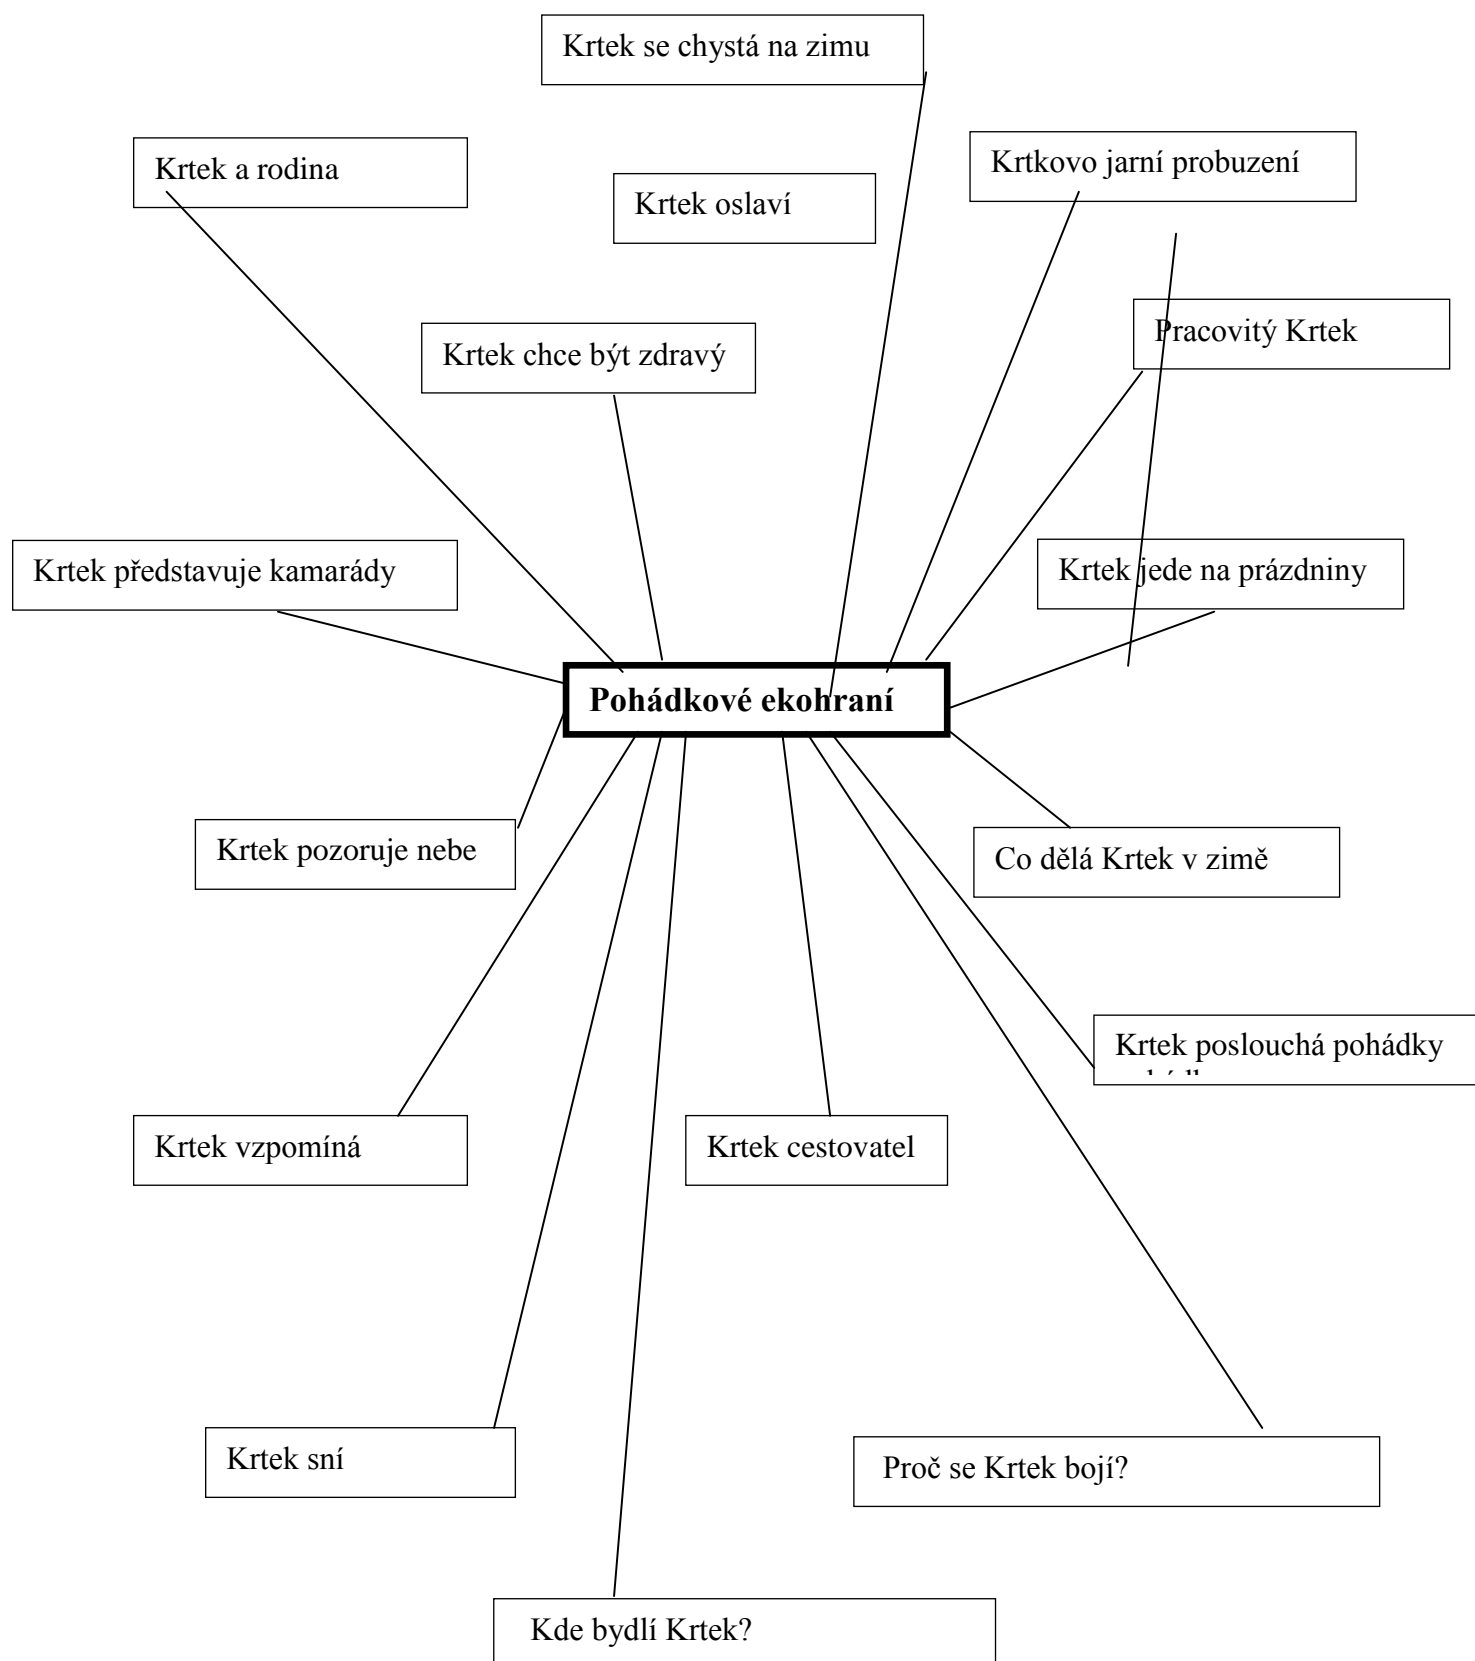 Krtek se chystá na zimu
Krtek a rodina
Krtkovo jarní probuzení
Krtek oslaví
Pracovitý Krtek
Krtek chce být zdravý
Krtek představuje kamarády
Krtek jede na prázdniny
Pohádkové ekohraní
Krtek pozoruje nebe
Co dělá Krtek v zimě
Krtek poslouchá pohádky
Krtek vzpomíná
Krtek cestovatel
Krtek sní
Proč se Krtek bojí?
Kde bydlí Krtek?